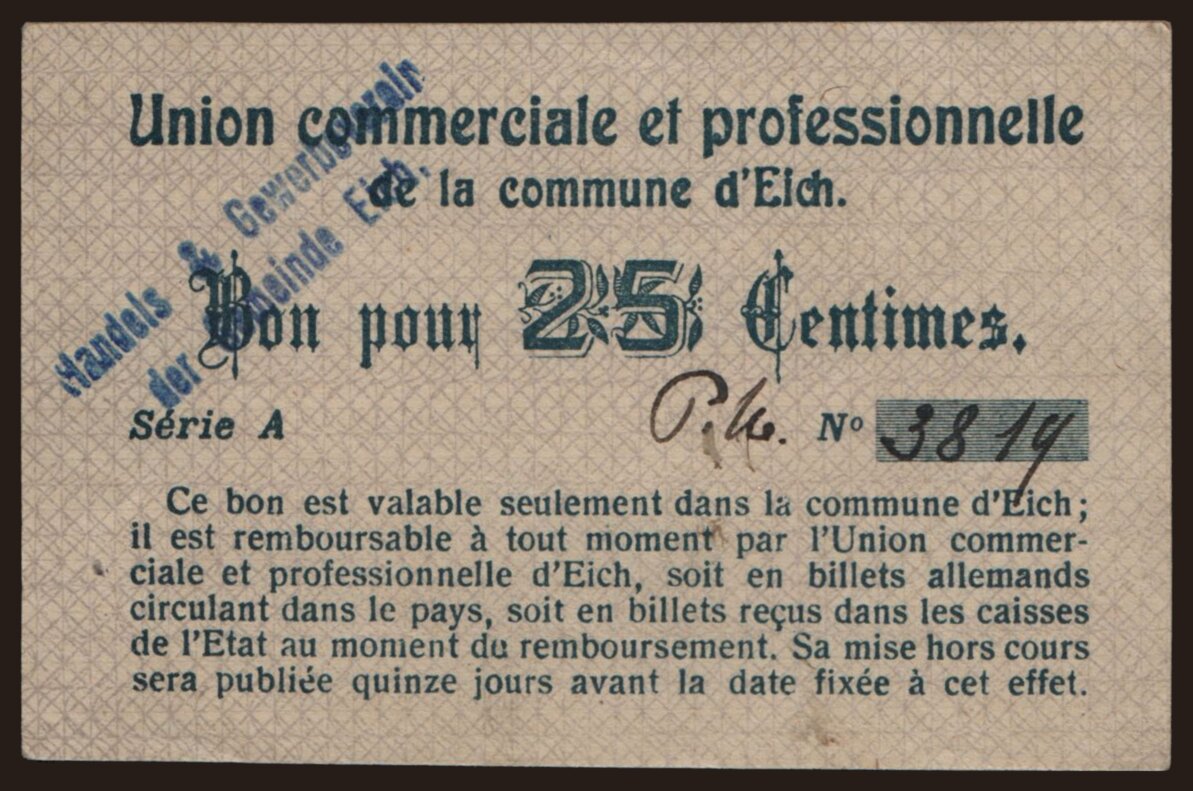 Union commerciale et professionnelle
de la commune d'Eich.
Handels & Gewerbeverein
der Gemeinde Eich.
Bon pour 25 Centimes.
Série A P.K. Nº 3819
Ce bon est valable seulement dans la commune d'Eich;
il est remboursable à tout moment par l'Union commer-
ciale et professionnelle d'Eich, soit en billets allemands
circulant dans le pays, soit en billets reçus dans les caisses
de l'Etat au moment du remboursement. Sa mise hors cours
sera publiée quinze jours avant la date fixée à cet effet.